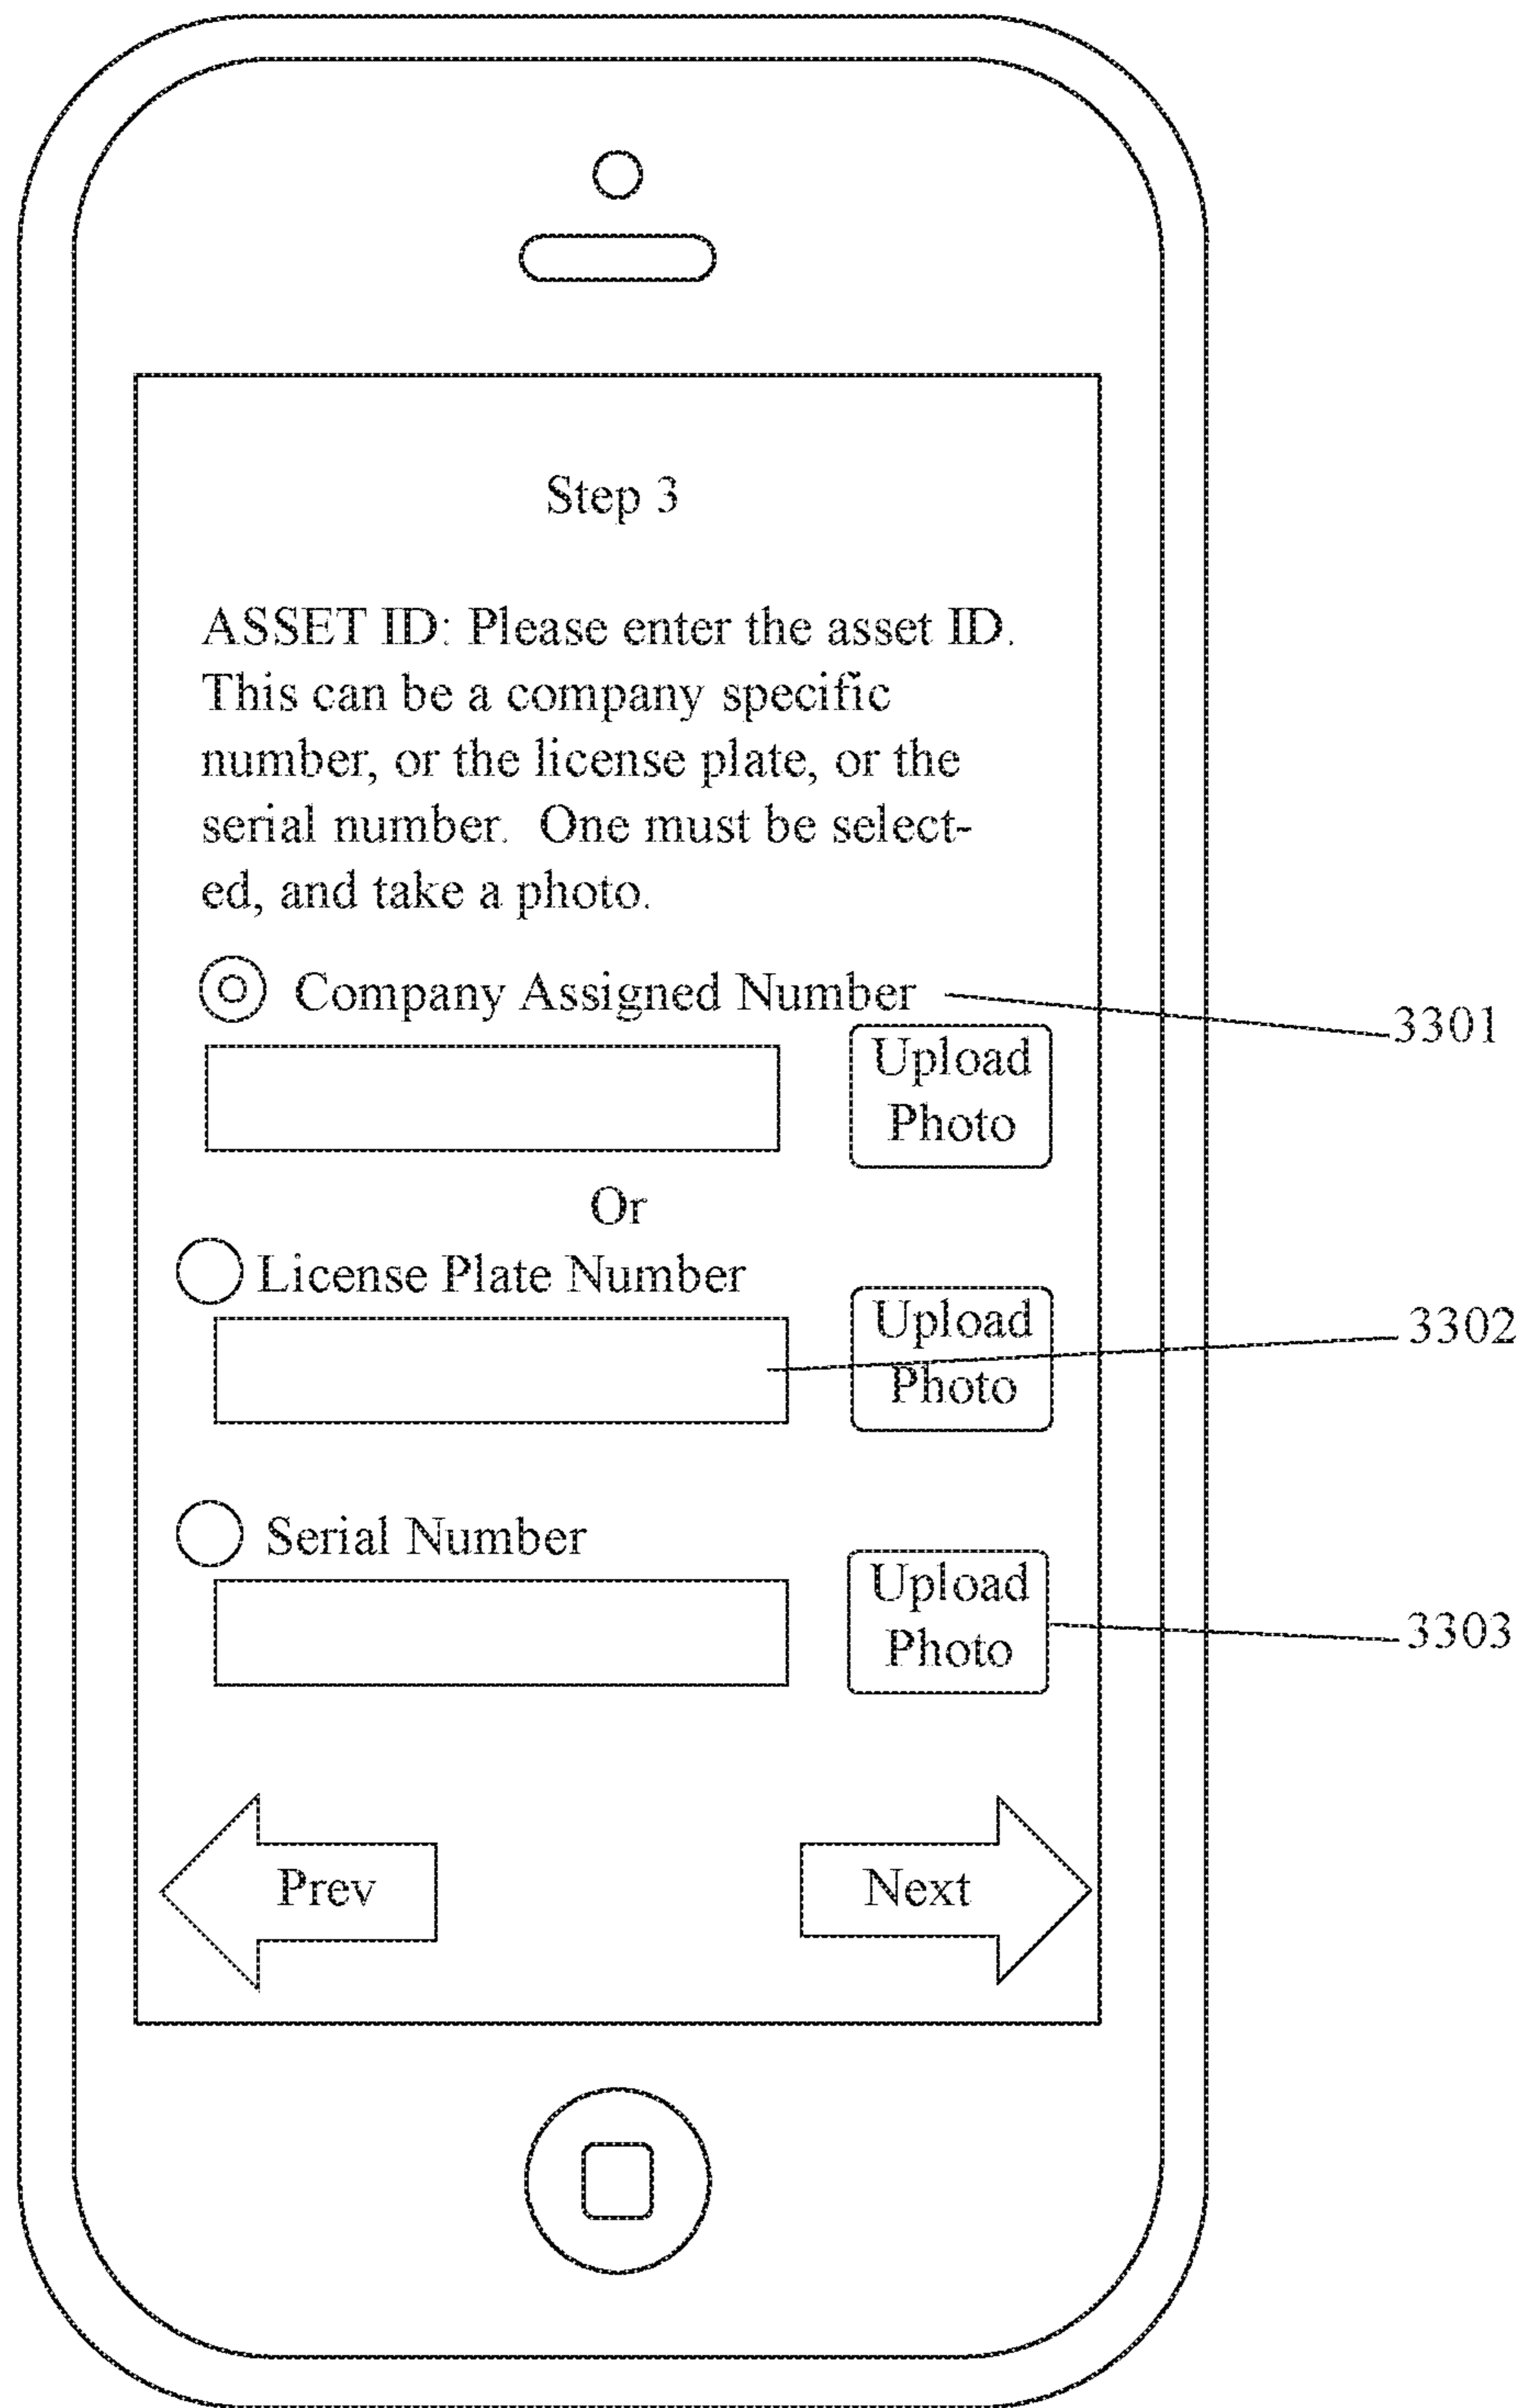 Step 3
ASSET ID: Please enter the asset ID.
This can be a company specific
number, or the license plate, or the
serial number.  One must be select-
ed, and take a photo.
Company Assigned Number
3301
Upload
Photo
Or
License Plate Number
Upload
Photo
3302
Serial Number
Upload
Photo
3303
Prev
Next